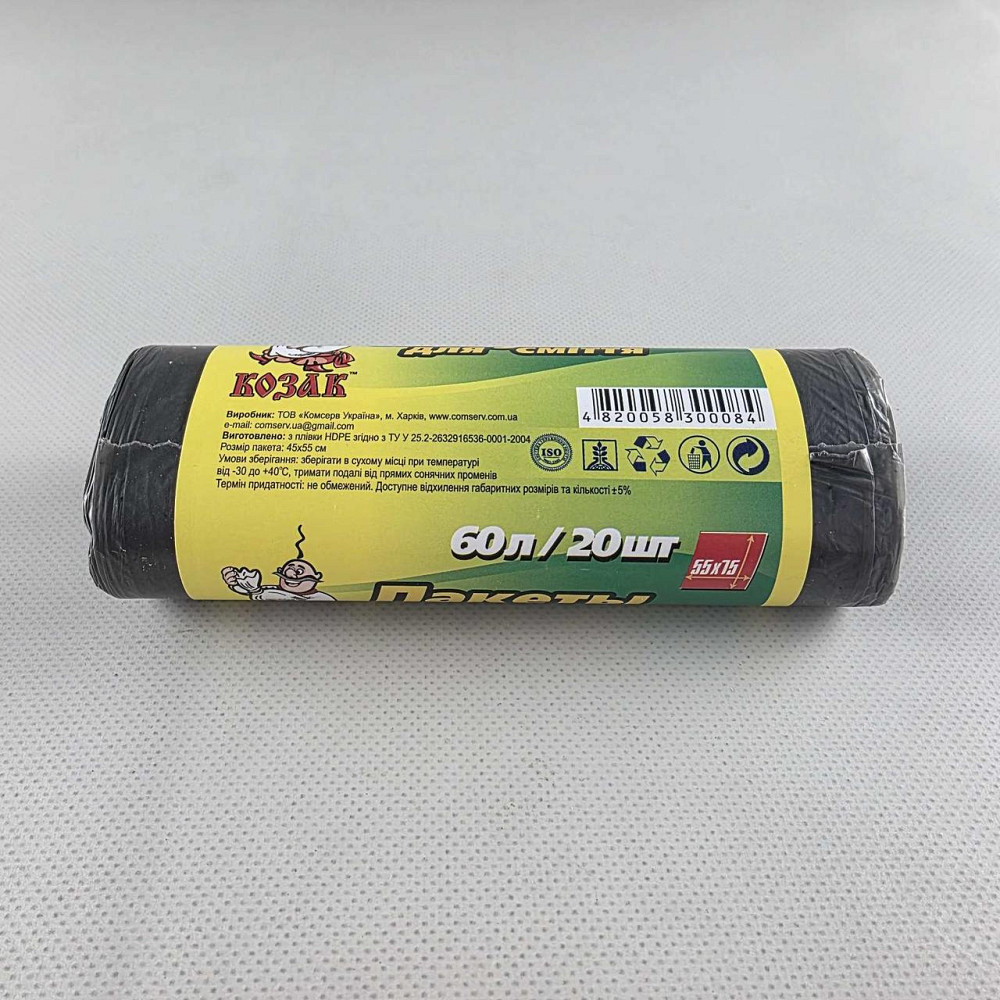 для сміття
КОЗАК™
Виробник: ТОВ «Комсерв Україна», м. Харків, www.comserv.com.ua
e-mail: comserv.ua@gmail.com
Виготовлено: з плівки HDPE згідно з ТУ У 25.2-2632916536-0001-2004
Розмір пакета: 45x55 см
Умови зберігання: зберігати в сухому місці при температурі
від -30 до +40°С, тримати подалі від прямих сонячних променів
Термін придатності: не обмежений. Доступне відхилення габаритних розмірів та кількості ±5%
4 820058 300084
ISO
60л/20шт
55x75
Пакеты